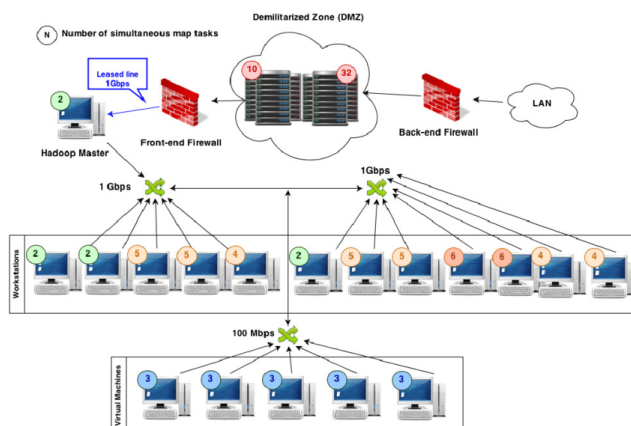 Demilitarized Zone (DMZ)
N Number of simultaneous map tasks
10
32
Leased line
1Gbps
2
LAN
Hadoop Master
Front-end Firewall
Back-end Firewall
1 Gbps
1Gbps
Workstations
2 2 5 5 4 2 5 5 6 6 4 4
100 Mbps
Virtual Machines
3 3 3 3 3